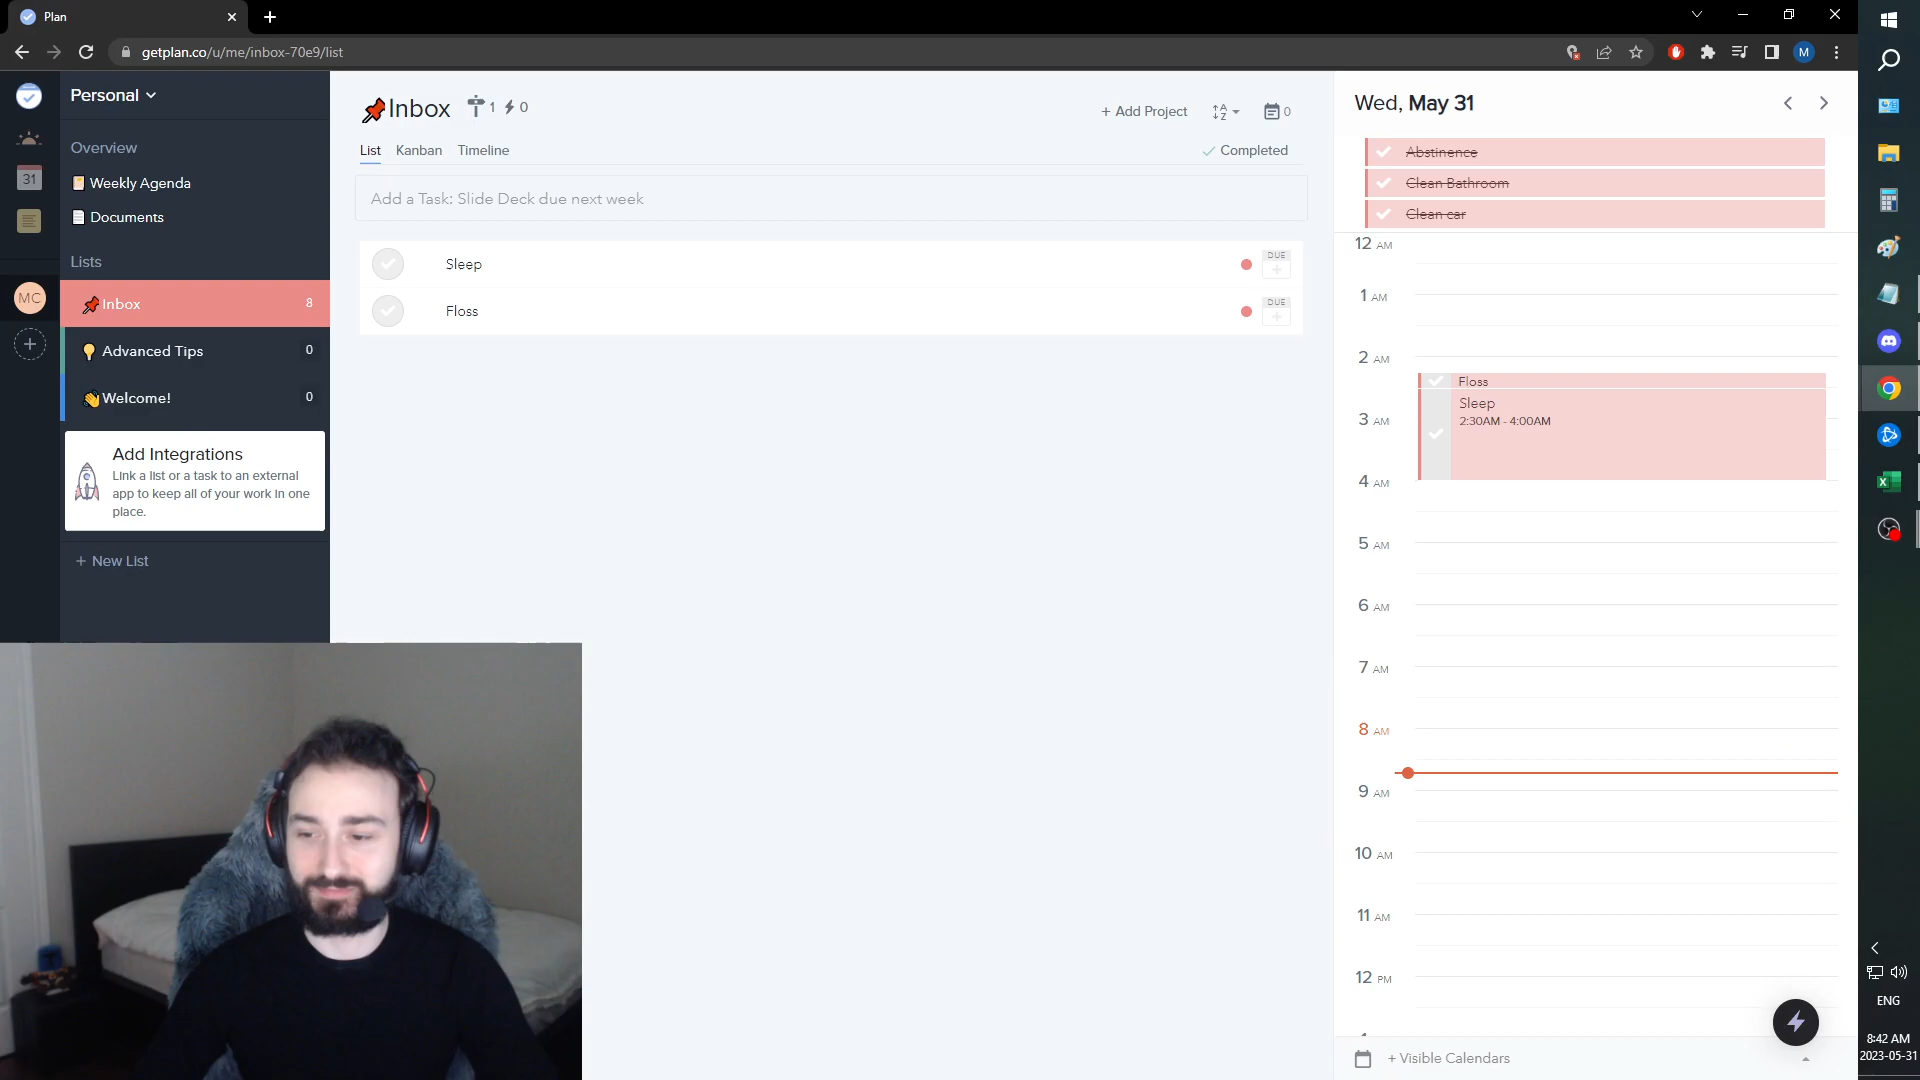 Plan
getplan.co/u/me/inbox-70e9/list
M
Personal
Overview
Weekly Agenda
Documents
Lists
31
MC
Inbox 8
Advanced Tips 0
Welcome! 0
Add Integrations
Link a list or a task to an external
app to keep all of your work in one
place.
+ New List
Inbox 1 0
+ Add Project
A
Z
0
List Kanban Timeline
Completed
Add a Task: Slide Deck due next week
Sleep
DUE
Floss
DUE
Wed, May 31
Abstinence
Clean Bathroom
Clean car
12 AM
1 AM
2 AM
Floss
Sleep
2:30AM - 4:00AM
3 AM
4 AM
5 AM
6 AM
7 AM
8 AM
9 AM
10 AM
11 AM
12 PM
+ Visible Calendars
ENG
8:42 AM
2023-05-31